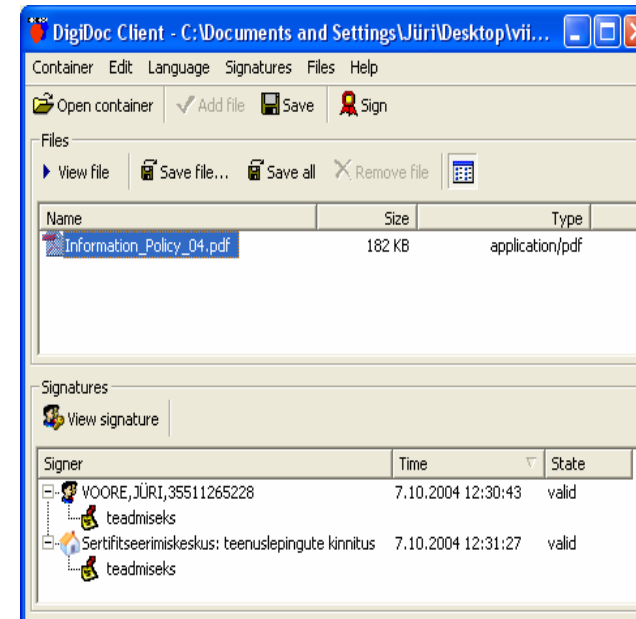 DigiDoc Client - C:\Documents and Settings\Jüri\Desktop\vii...
Container Edit Language Signatures Files Help
Open container Add file Save Sign
Files
View file Save file... Save all Remove file
Name Size Type
Information_Policy_04.pdf 182 KB application/pdf
Signatures
View signature
Signer Time State
VOORE,JÜRI,35511265228 7.10.2004 12:30:43 valid
teadmiseks
Sertifitseerimiskeskus: teenuslepingute kinnitus 7.10.2004 12:31:27 valid
teadmiseks